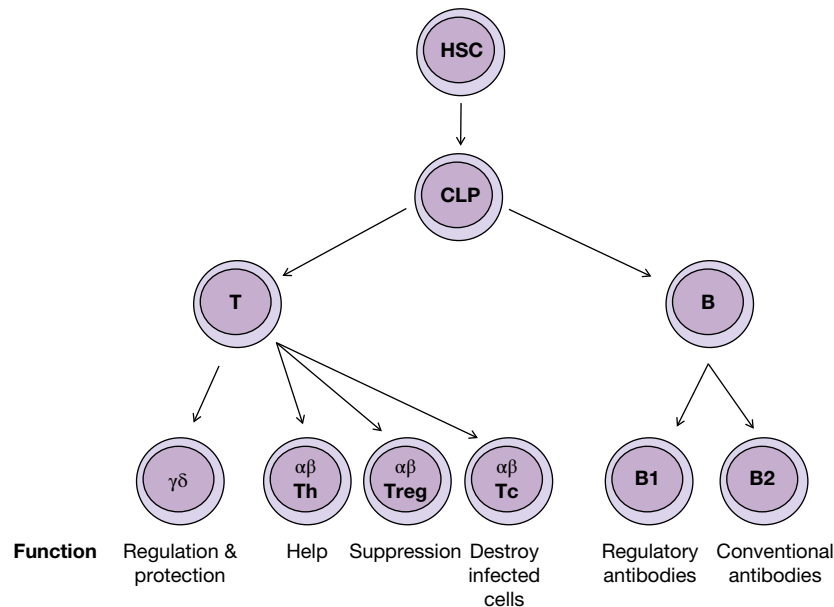 HSC
CLP
T
B
γδ
αβ
Th
αβ
Treg
αβ
Tc
B1
B2
Function
Regulation &
protection
Help
Suppression
Destroy
infected
cells
Regulatory
antibodies
Conventional
antibodies